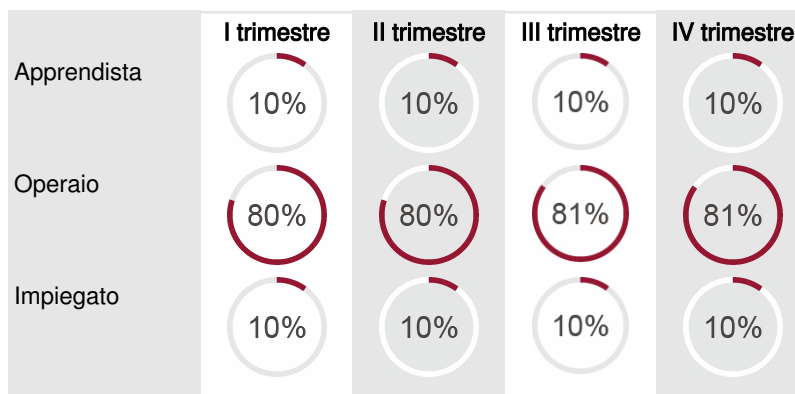 I trimestre II trimestre III trimestre IV trimestre
Apprendista 10% 10% 10% 10%
Operaio 80% 80% 81% 81%
Impiegato 10% 10% 10% 10%